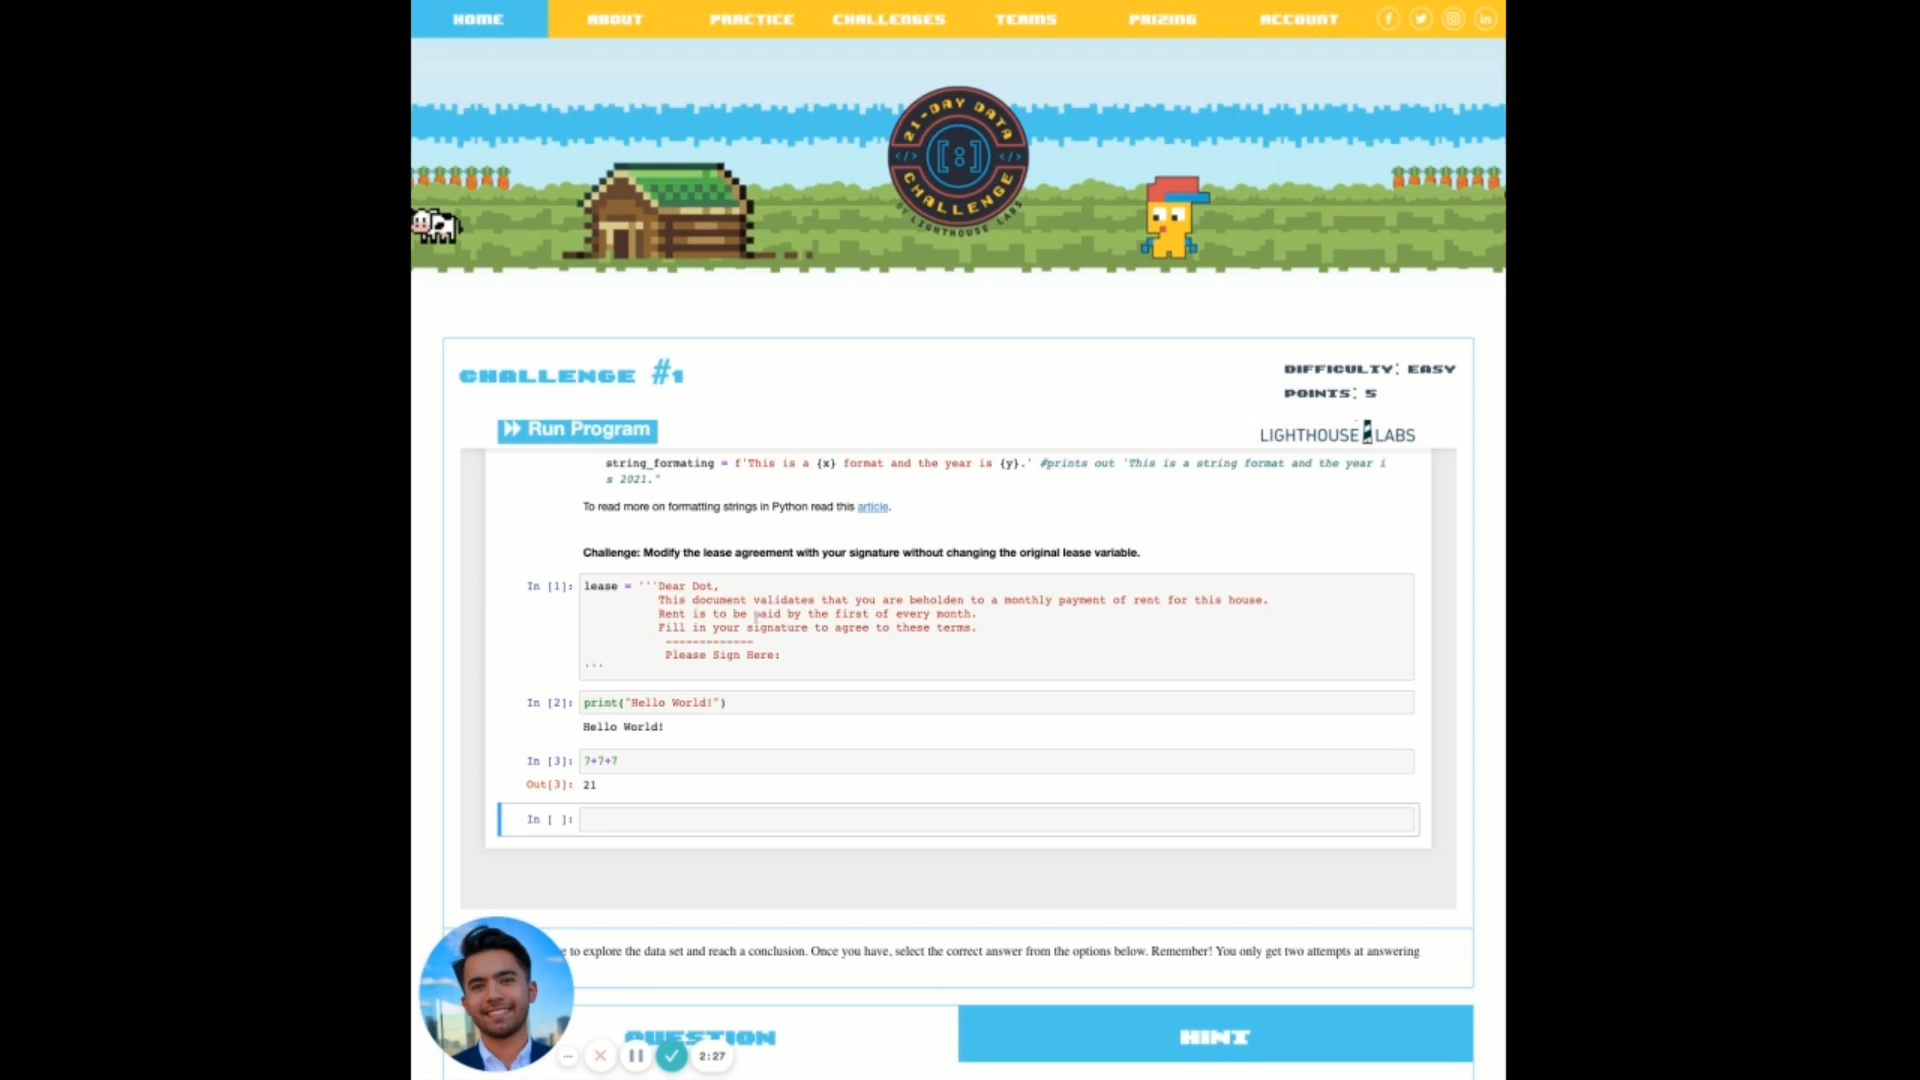 HOME ABOUT PRACTICE CHALLENGES TEAMS PRIZING ACCOUNT
21-DAY DATA
</> [:] </>
CHALLENGE
BY LIGHTHOUSE LABS
CHALLENGE #1
DIFFICULTY: EASY
POINTS: 5
Run Program
LIGHTHOUSE LABS
string_formating = f'This is a {x} format and the year is {y}.' #prints out 'This is a string format and the year i
s 2021."
To read more on formatting strings in Python read this article.
Challenge: Modify the lease agreement with your signature without changing the original lease variable.
In [1]: lease = '''Dear Dot,
This document validates that you are beholden to a monthly payment of rent for this house.
Rent is to be paid by the first of every month.
Fill in your signature to agree to these terms.
-------------
Please Sign Here:
'''
In [2]: print("Hello World!")
Hello World!
In [3]: 7+7+7
Out[3]: 21
In [ ]:
to explore the data set and reach a conclusion. Once you have, select the correct answer from the options below. Remember! You only get two attempts at answering
QUESTION
HINT
2:27